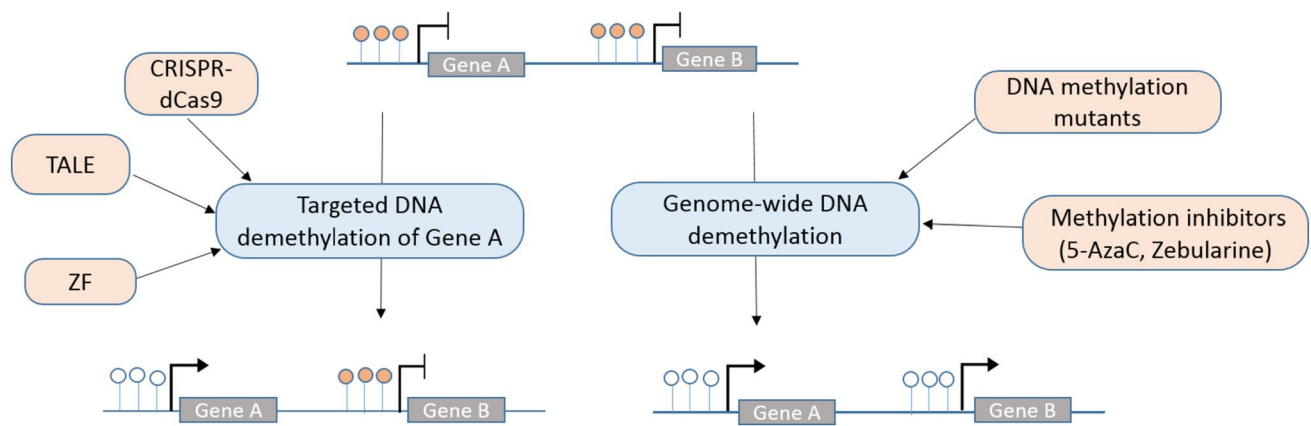 Gene A
Gene B
CRISPR-
dCas9
TALE
ZF
Targeted DNA
demethylation of Gene A
Genome-wide DNA
demethylation
DNA methylation
mutants
Methylation inhibitors
(5-AzaC, Zebularine)
Gene A
Gene B
Gene A
Gene B